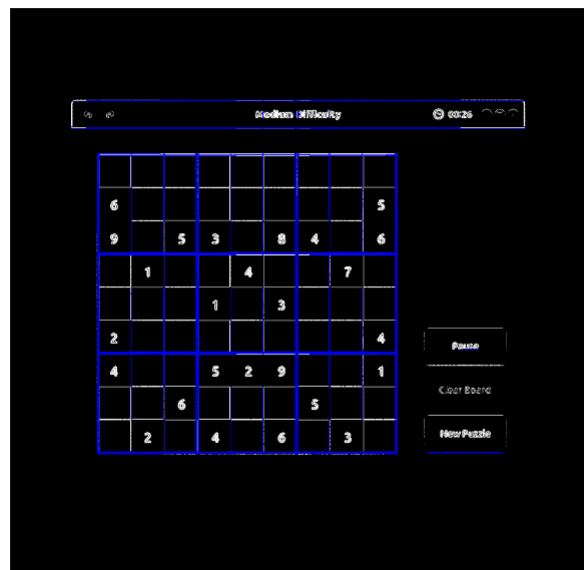 Medium Difficulty 00:26
6 5
9 5 3 8 4 6
1 4 7
1 3
2 4
4 5 2 9 1
6 5
2 4 6 3
Pause
Clear Board
New Puzzle